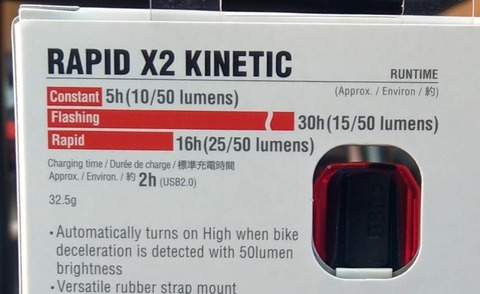 RAPID X2 KINETIC
RUNTIME
(Approx. / Environ / 約)
Constant 5h(10/50 lumens)
Flashing 30h(15/50 lumens)
Rapid 16h(25/50 lumens)
Charging time / Durée de charge / 標準充電時間
Approx. / Environ. / 約 2h (USB2.0)
32.5g
• Automatically turns on High when bike
deceleration is detected with 50lumen
brightness
• Versatile rubber strap mount